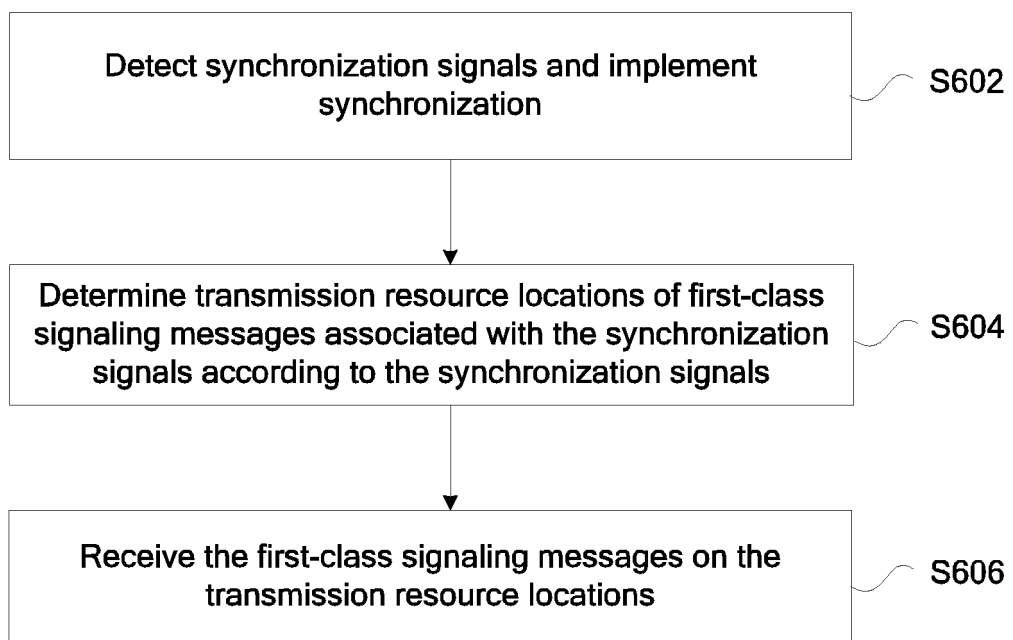 Detect synchronization signals and implement
synchronization
S602
Determine transmission resource locations of first-class
signaling messages associated with the synchronization
signals according to the synchronization signals
S604
Receive the first-class signaling messages on the
transmission resource locations
S606